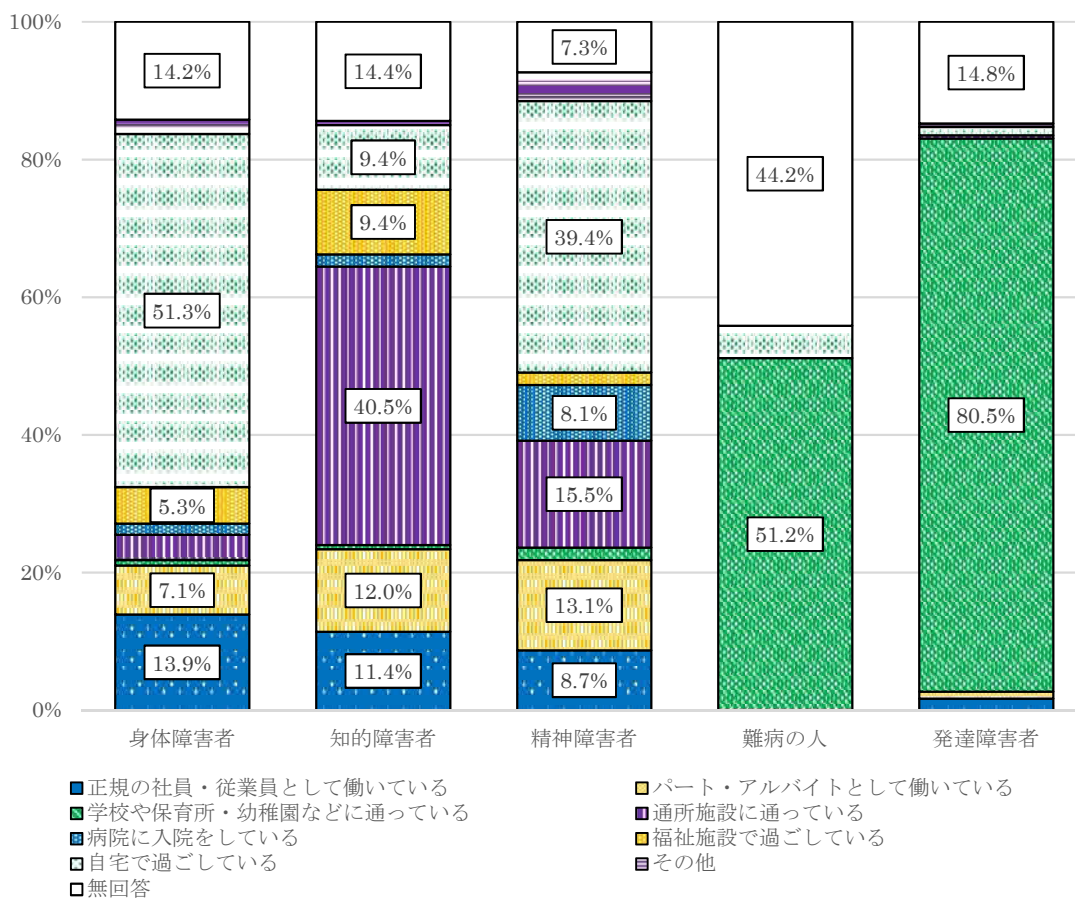 100%
14.2%
14.4%
7.3%
14.8%
80%
9.4%
44.2%
9.4%
39.4%
60%
51.3%
40.5%
80.5%
40%
8.1%
15.5%
51.2%
5.3%
20%
7.1%
12.0%
13.1%
13.9%
11.4%
8.7%
0%
身体障害者
知的障害者
精神障害者
難病の人
発達障害者
正規の社員・従業員として働いている
パート・アルバイトとして働いている
学校や保育所・幼稚園などに通っている
通所施設に通っている
病院に入院をしている
福祉施設で過ごしている
自宅で過ごしている
その他
無回答